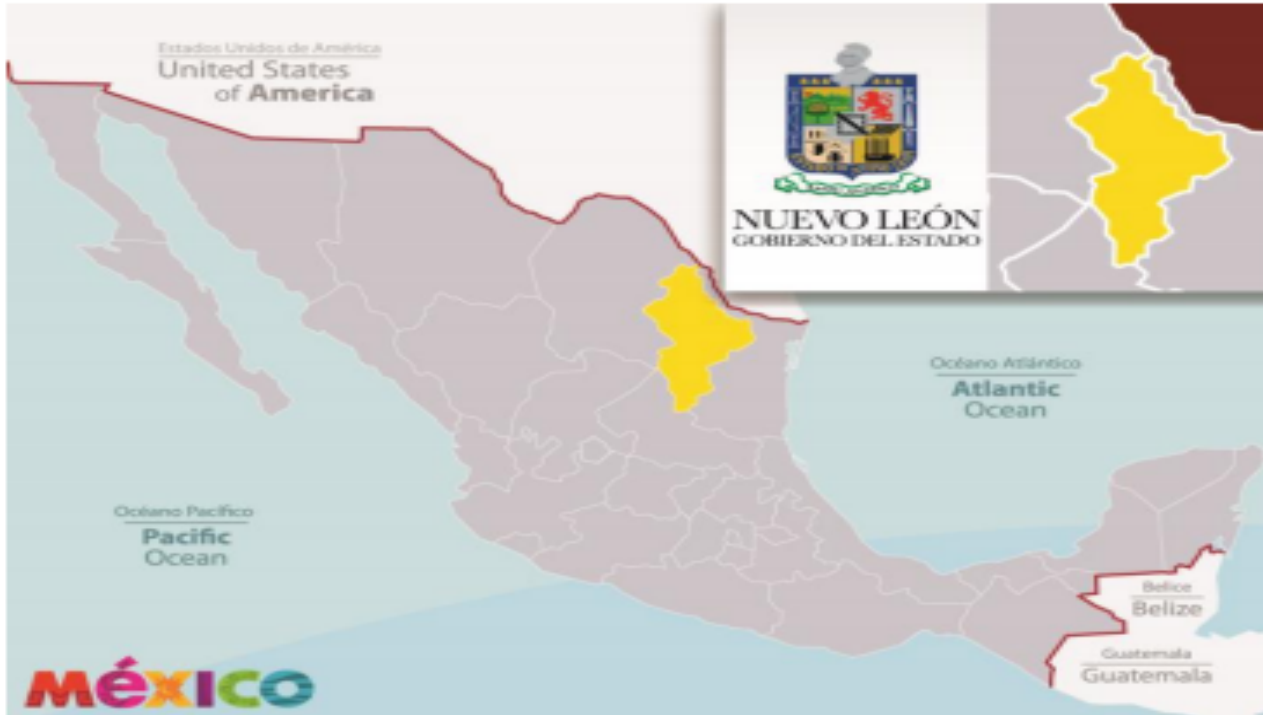 Estados Unidos de América
United States
of America
NUEVO LEÓN
GOBIERNO DEL ESTADO
Océano Atlántico
Atlantic
Ocean
Océano Pacífico
Pacific
Ocean
Belice
Belize
Guatemala
Guatemala
MéXICO